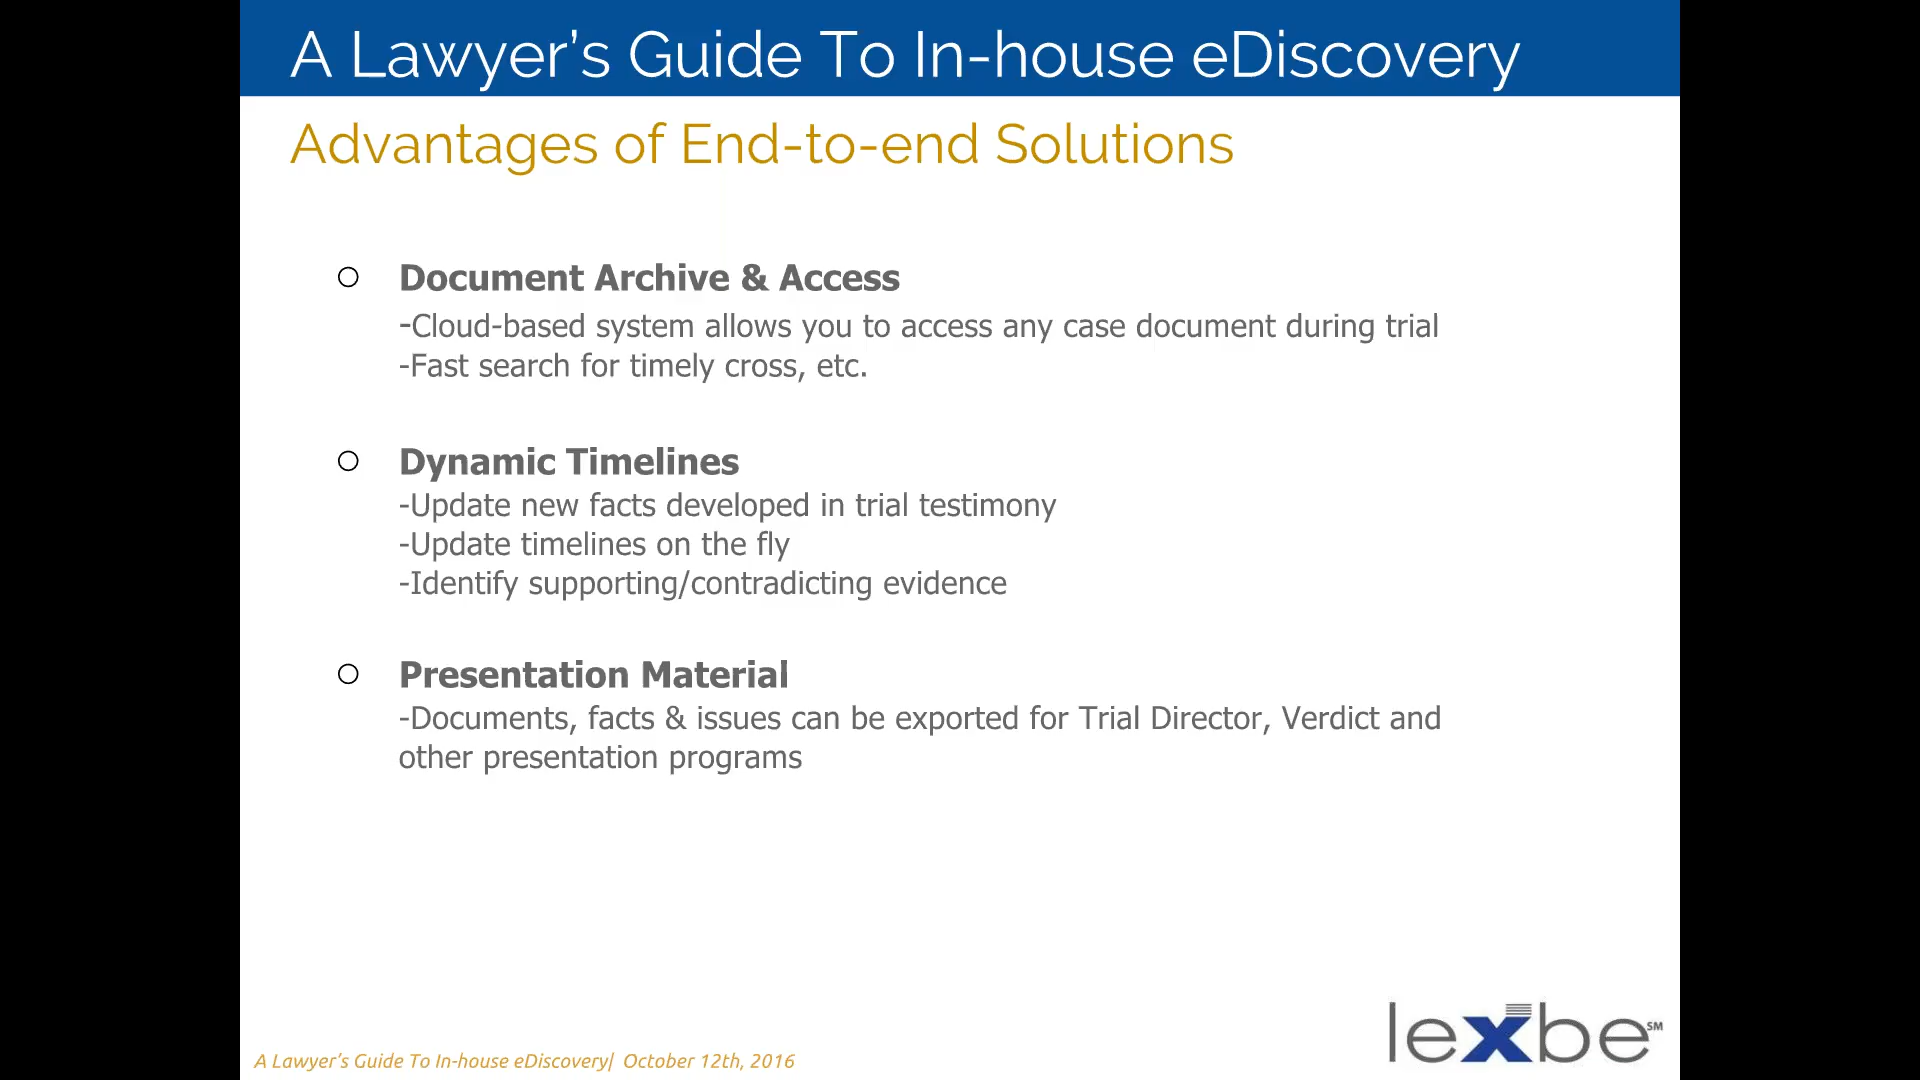 A Lawyer’s Guide To In-house eDiscovery
Advantages of End-to-end Solutions
Document Archive & Access
-Cloud-based system allows you to access any case document during trial
-Fast search for timely cross, etc.
Dynamic Timelines
-Update new facts developed in trial testimony
-Update timelines on the fly
-Identify supporting/contradicting evidence
Presentation Material
-Documents, facts & issues can be exported for Trial Director, Verdict and
other presentation programs
lexbe SM
A Lawyer’s Guide To In-house eDiscovery| October 12th, 2016